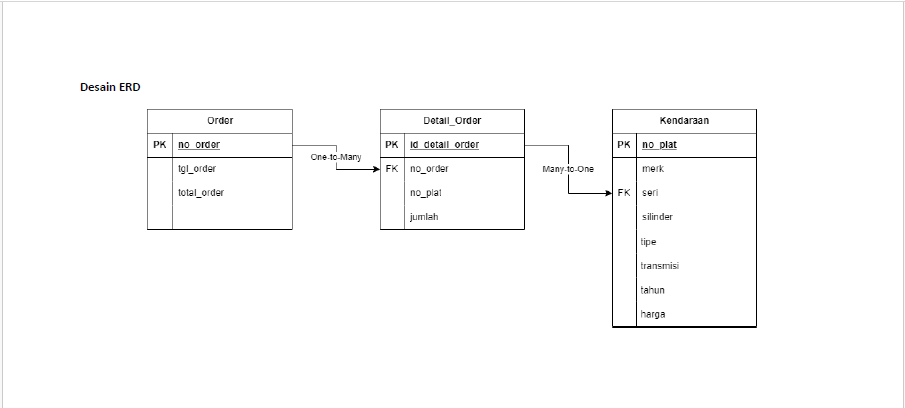 Desain ERD
Order
PK no_order
tgl_order
total_order
One-to-Many
Detail_Order
PK id_detail_order
FK no_order
no_plat
jumlah
Many-to-One
Kendaraan
PK no_plat
merk
FK seri
silinder
tipe
transmisi
tahun
harga